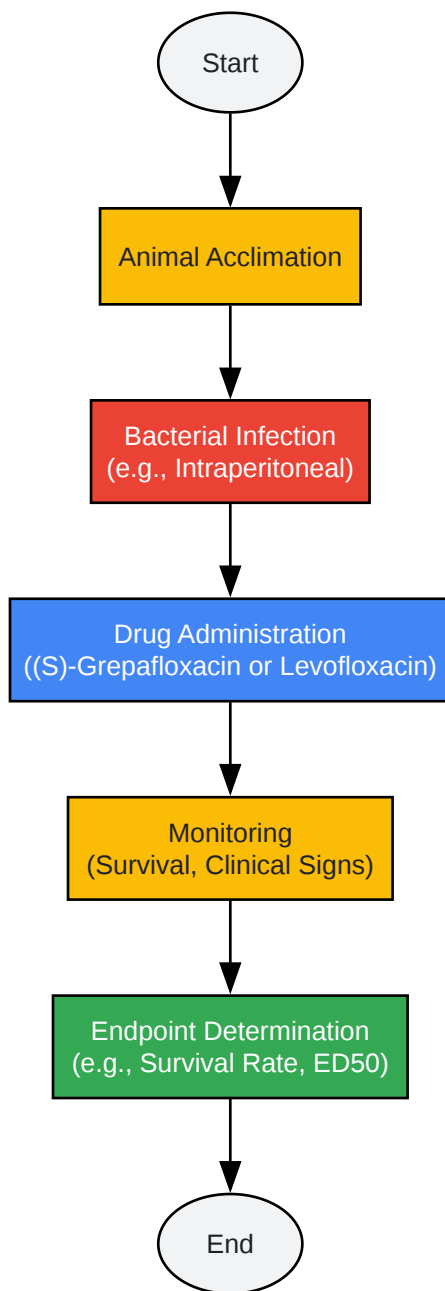 Start
Animal Acclimation
Bacterial Infection
(e.g., Intraperitoneal)
Drug Administration
((S)-Grepafloxacin or Levofloxacin)
Monitoring
(Survival, Clinical Signs)
Endpoint Determination
(e.g., Survival Rate, ED50)
End